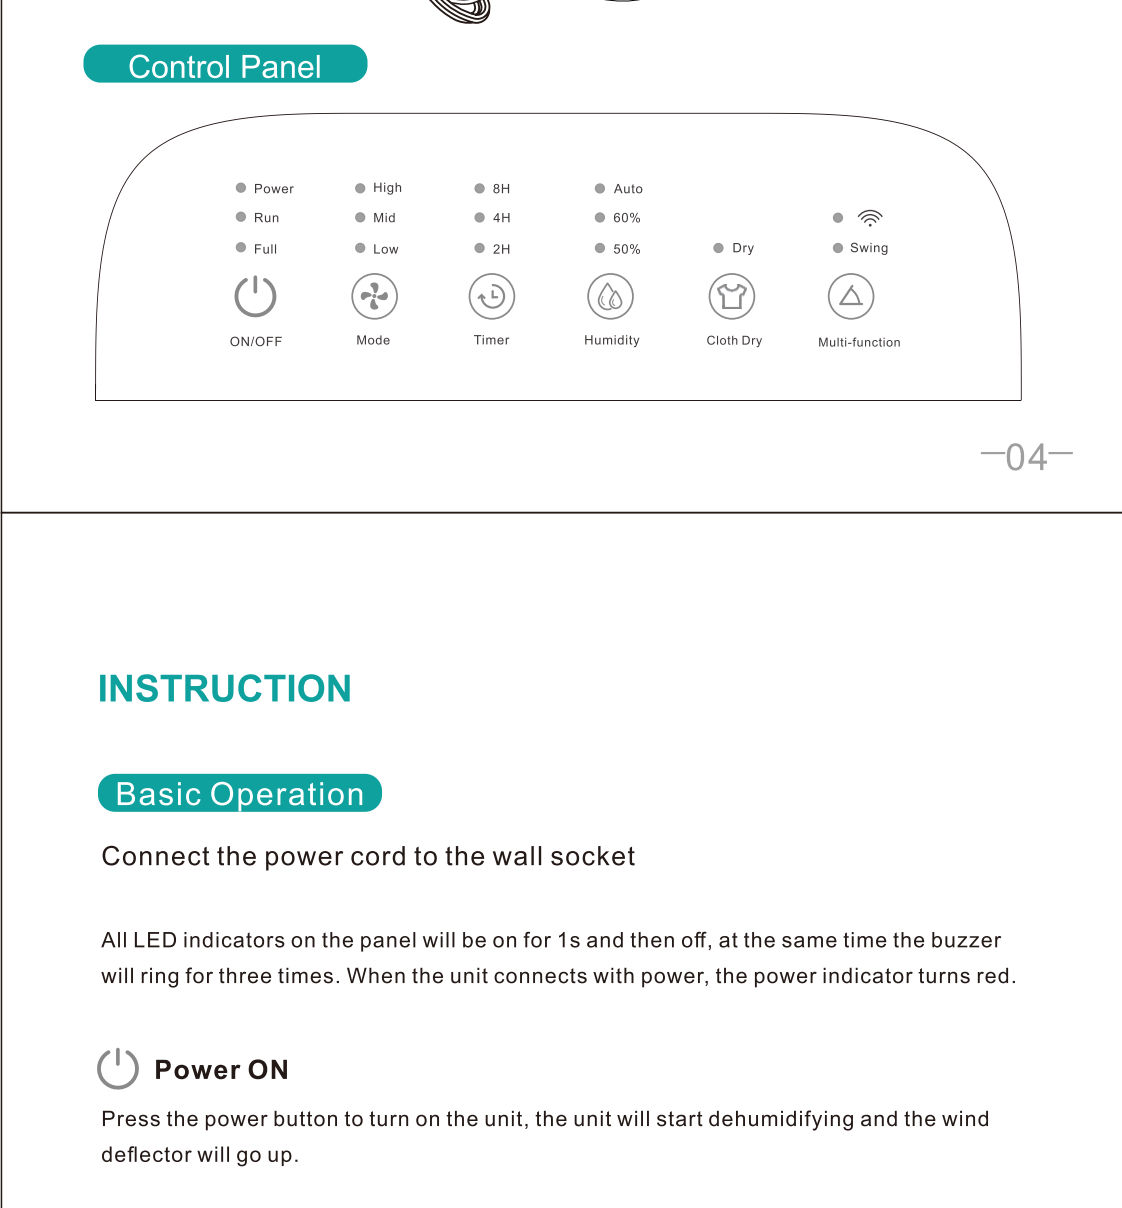 Control Panel
Power High 8H Auto
Run Mid 4H 60%
Full Low 2H 50% Dry Swing
ON/OFF Mode Timer Humidity Cloth Dry Multi-function
—04—
INSTRUCTION
Basic Operation
Connect the power cord to the wall socket
All LED indicators on the panel will be on for 1s and then off, at the same time the buzzer
will ring for three times. When the unit connects with power, the power indicator turns red.
Power ON
Press the power button to turn on the unit, the unit will start dehumidifying and the wind
deflector will go up.